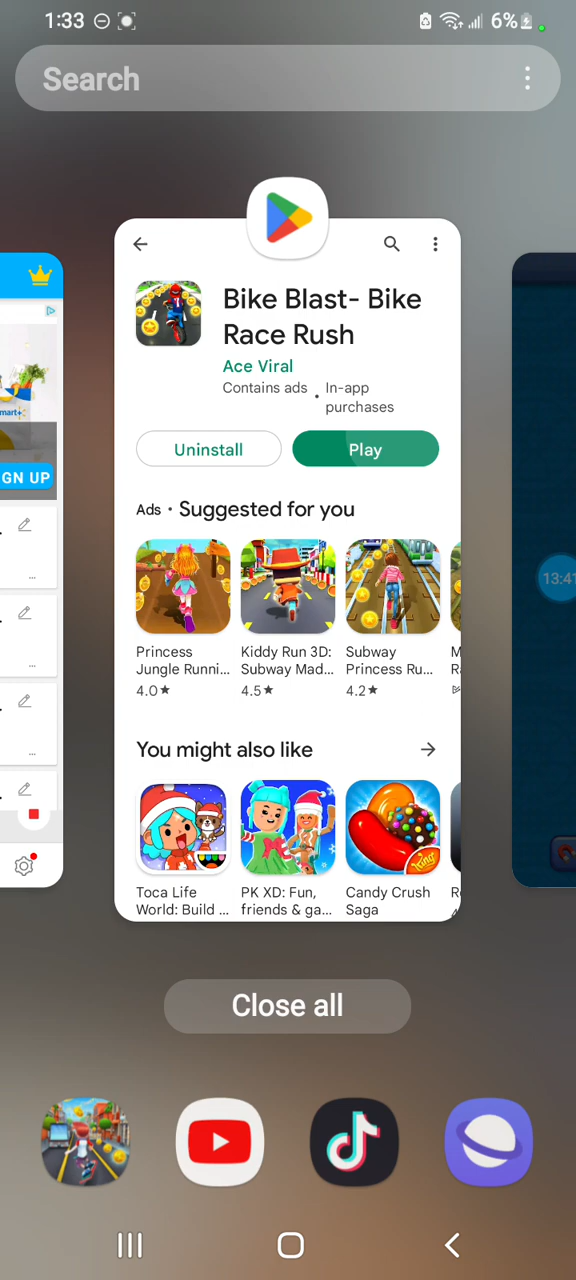 1:33
6%
Search
Bike Blast- Bike
Race Rush
Ace Viral
Contains ads • In-app
purchases
Uninstall
Play
Ads • Suggested for you
Princess
Jungle Runni...
4.0★
Kiddy Run 3D:
Subway Mad...
4.5★
Subway
Princess Ru...
4.2★
M
You might also like
Toca Life
World: Build ...
PK XD: Fun,
friends & ga...
Candy Crush
Saga
King
mart+
GN UP
13:41
Close all